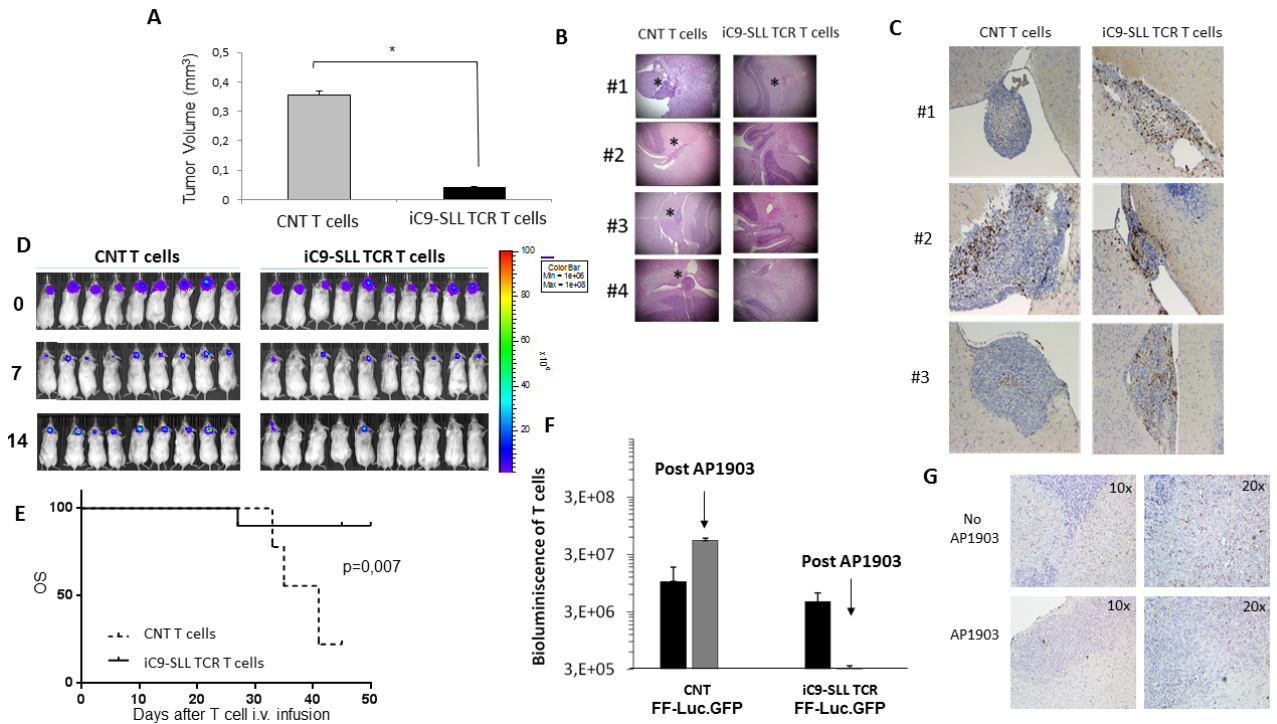 A
Tumor Volume (mm3)
0,5
0,4
0,3
0,2
0,1
0
*
CNT T cells
iC9-SLL TCR T cells
B
CNT T cells
iC9-SLL TCR T cells
#1
#2
#3
#4
*
*
*
*
*
C
CNT T cells
iC9-SLL TCR T cells
#1
#2
#3
D
CNT T cells
iC9-SLL TCR T cells
0
7
14
100
80
60
40
20
x 10⁶
Color Bar
Min = 1e+06
Max = 1e+08
E
OS
100
50
0
p=0,007
CNT T cells
iC9-SLL TCR T cells
0
10
20
30
40
50
Days after T cell i.v. infusion
F
Bioluminiscence of T cells
3,E+08
3,E+07
3,E+06
3,E+05
Post AP1903
Post AP1903
CNT
FF-Luc.GFP
iC9-SLL TCR
FF-Luc.GFP
G
No
AP1903
AP1903
10x
20x
10x
20x